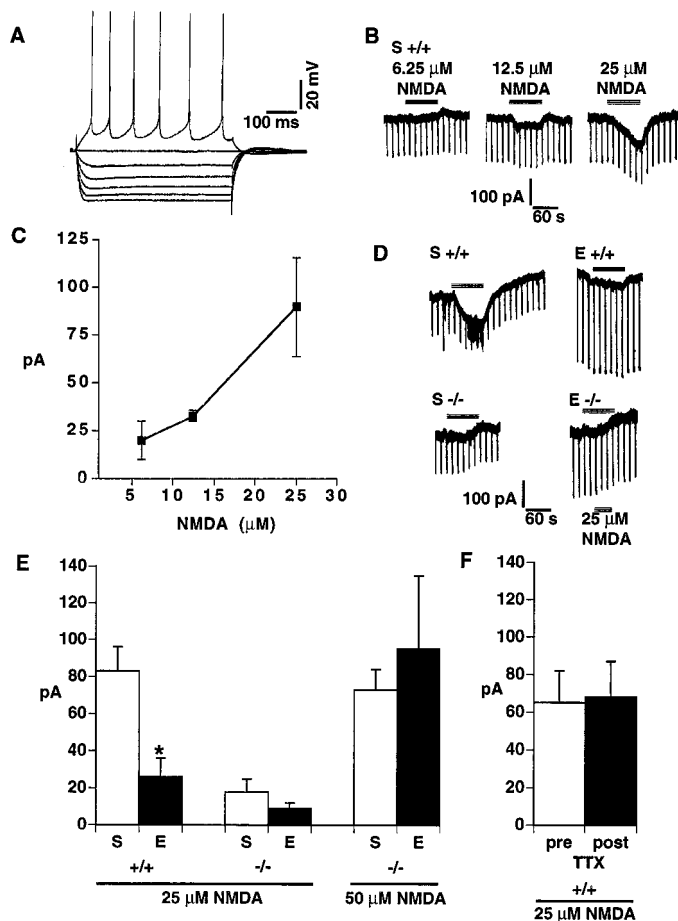 A
20 mV
100 ms
B
S +/+
6.25 µM
NMDA
12.5 µM
NMDA
25 µM
NMDA
100 pA
60 s
C
125
100
75
50
25
0
pA
5 10 15 20 25 30
NMDA (µM)
D
S +/+
E +/+
S -/-
E -/-
100 pA
60 s
25 µM
NMDA
E
140
120
100
80
60
40
20
0
pA
*
S E S E S E
+/+ -/- -/-
25 µM NMDA 50 µM NMDA
F
140
120
100
80
60
40
20
0
pA
pre post
TTX
+/+
25 µM NMDA